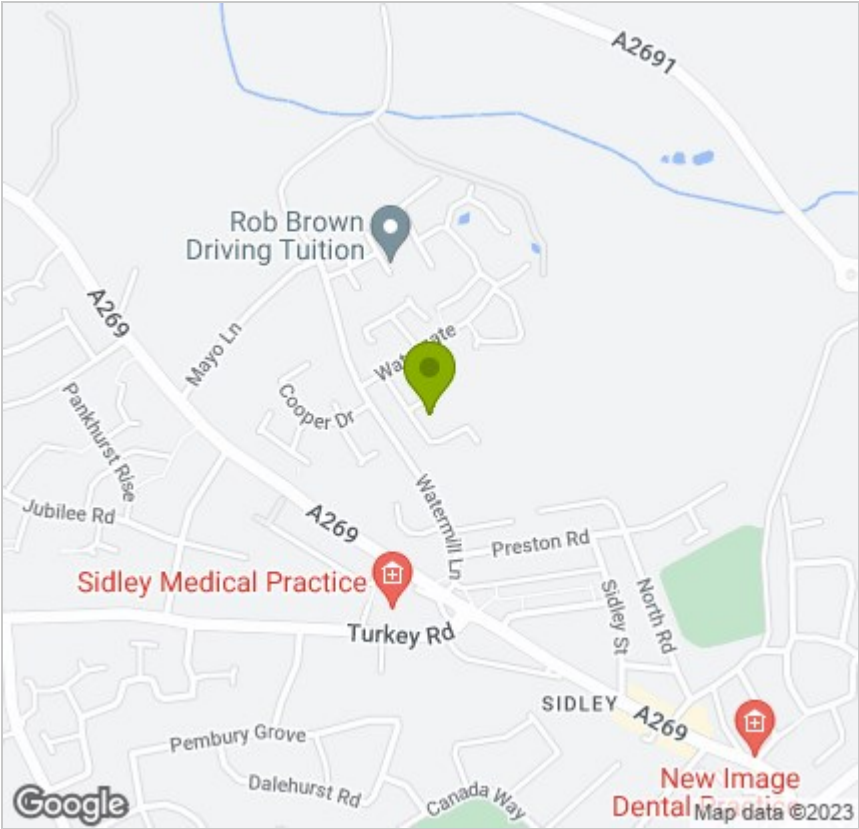 A2691
Rob Brown
Driving Tuition
A269
Mayo Ln
Cooper Dr
Pankhurst Rise
Jubilee Rd
Watermill Ln
A269
Preston Rd
Sidley Medical Practice
Turkey Rd
Sidley St
North Rd
SIDLEY
A269
Pembury Grove
Dalehurst Rd
Canada Way
New Image
Dental
Google
Map data ©2023